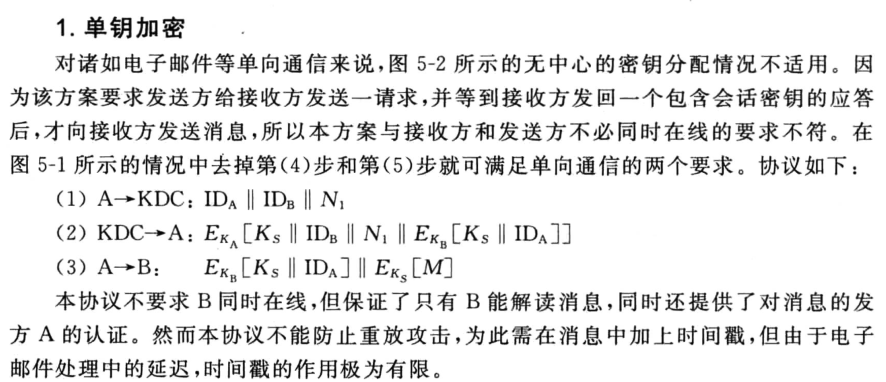 1. 单钥加密
对诸如电子邮件等单向通信来说,图 5-2 所示的无中心的密钥分配情况不适用。因
为该方案要求发送方给接收方发送一请求,并等到接收方发回一个包含会话密钥的应答
后,才向接收方发送消息,所以本方案与接收方和发送方不必同时在线的要求不符。在
图 5-1 所示的情况中去掉第(4)步和第(5)步就可满足单向通信的两个要求。协议如下:
(1) A→KDC: ID_A ‖ ID_B ‖ N_1
(2) KDC→A: E_{K_A}[K_S ‖ ID_B ‖ N_1 ‖ E_{K_B}[K_S ‖ ID_A]]
(3) A→B: E_{K_B}[K_S ‖ ID_A] ‖ E_{K_S}[M]
本协议不要求 B 同时在线,但保证了只有 B 能解读消息,同时还提供了对消息的发
方 A 的认证。然而本协议不能防止重放攻击,为此需在消息中加上时间戳,但由于电子
邮件处理中的延迟,时间戳的作用极为有限。